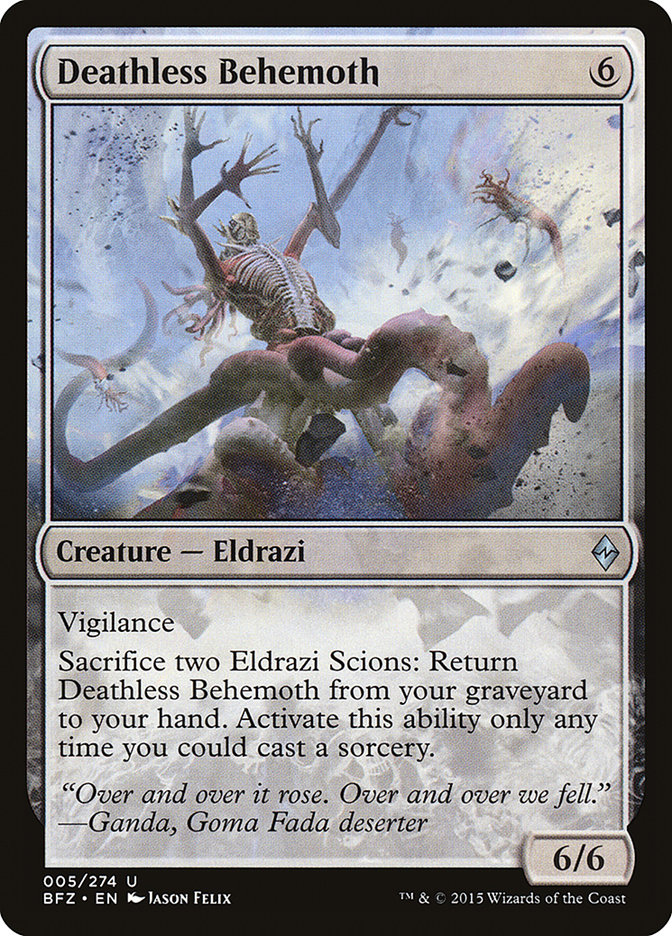 Deathless Behemoth 6
Creature — Eldrazi
Vigilance
Sacrifice two Eldrazi Scions: Return
Deathless Behemoth from your graveyard
to your hand. Activate this ability only any
time you could cast a sorcery.
“Over and over it rose. Over and over we fell.”
—Ganda, Goma Fada deserter
6/6
005/274 U
BFZ • EN Jason Felix
™ & © 2015 Wizards of the Coast